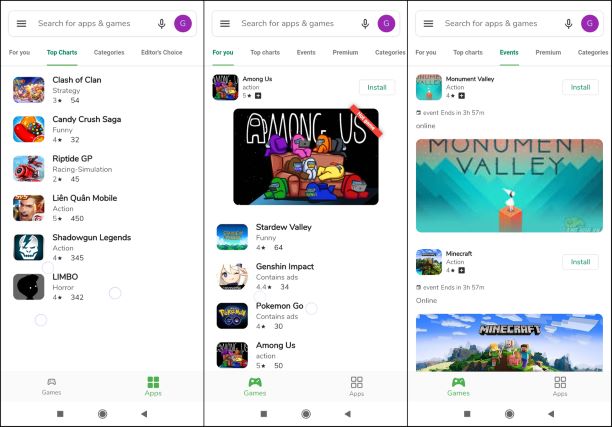 Search for apps & games
G
For you
Top Charts
Categories
Editor's Choice
Clash of Clan
Strategy
3★ 54
Candy Crush Saga
Funny
4★ 32
Riptide GP
Racing-Simulation
2★ 45
Liên Quân Mobile
Action
5★ 450
Shadowgun Legends
Action
4★ 345
LIMBO
Horror
4★ 342
Games
Apps
Search for apps & games
G
For you
Top charts
Events
Premium
Categories
Among Us
action
5★
Install
AMONG US
Stardew Valley
Funny
4★ 64
Genshin Impact
Contains ads
4.4★ 34
Pokemon Go
Contains ads
4★ 30
Among Us
action
5★ 50
Games
Apps
Search for apps & games
G
For you
Top charts
Events
Premium
Categories
Monument Valley
Action
4★
Install
event Ends in 3h 57m
online
MONUMENT
VALLEY
Minecraft
Action
4★
Install
event Ends in 3h 57m
Online
MINECRAFT
Games
Apps